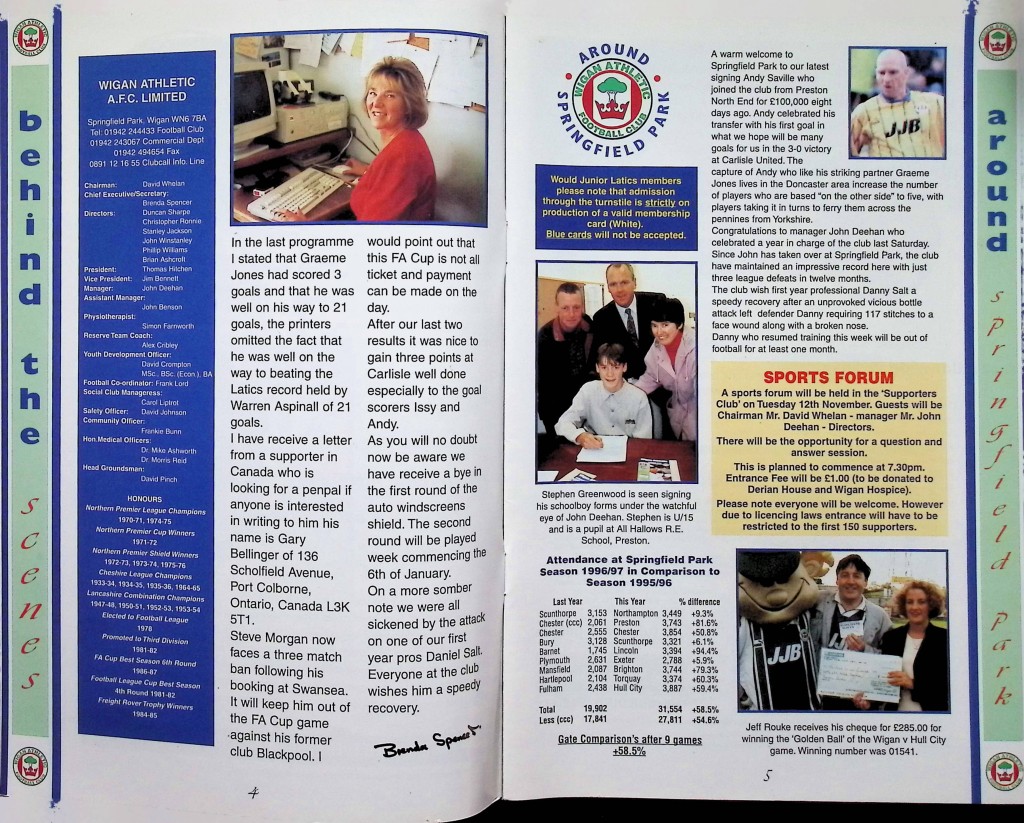 behind the scenes
WIGAN ATHLETIC
A.F.C. LIMITED
Springfield Park, Wigan WN6 7BA
Tel: 01942 244433 Football Club
01942 243067 Commercial Dept
01942 494654 Fax
0891 12 16 55 Clubcall Info. Line
Chairman: David Whelan
Chief Executive/Secretary:
Brenda Spencer
Directors: Duncan Sharpe
Christopher Ronnie
Stanley Jackson
John Winstanley
Phillip Williams
Brian Ashcroft
President: Thomas Hitchen
Vice President: Jim Bennett
Manager: John Deehan
Assistant Manager:
John Benson
Physiotherapist:
Simon Farnworth
Reserve Team Coach:
Alex Cribley
Youth Development Officer:
David Crompton
MSc., BSc. (Econ.), BA
Football Co-ordinator: Frank Lord
Social Club Manageress:
Carol Liptrot
Safety Officer: David Johnson
Community Officer:
Frankie Bunn
Hon.Medical Officers:
Dr. Mike Ashworth
Dr. Morris Reid
Head Groundsman:
David Pinch
HONOURS
Northern Premier League Champions
1970-71, 1974-75
Northern Premier Cup Winners
1971-72
Northern Premier Shield Winners
1972-73, 1973-74, 1975-76
Cheshire League Champions
1933-34, 1934-35, 1935-36, 1964-65
Lancashire Combination Champions
1947-48, 1950-51, 1952-53, 1953-54
Elected to Football League
1978
Promoted to Third Division
1981-82
FA Cup Best Season 6th Round
1986-87
Football League Cup Best Season
4th Round 1981-82
Freight Rover Trophy Winners
1984-85
In the last programme
I stated that Graeme
Jones had scored 3
goals and that he was
well on his way to 21
goals, the printers
omitted the fact that
he was well on the
way to beating the
Latics record held by
Warren Aspinall of 21
goals.
I have receive a letter
from a supporter in
Canada who is
looking for a penpal if
anyone is interested
in writing to him his
name is Gary
Bellinger of 136
Scholfield Avenue,
Port Colborne,
Ontario, Canada L3K
5T1.
Steve Morgan now
faces a three match
ban following his
booking at Swansea.
It will keep him out of
the FA Cup game
against his former
club Blackpool. I
would point out that
this FA Cup is not all
ticket and payment
can be made on the
day.
After our last two
results it was nice to
gain three points at
Carlisle well done
especially to the goal
scorers Issy and
Andy.
As you will no doubt
now be aware we
have receive a bye in
the first round of the
auto windscreens
shield. The second
round will be played
week commencing the
6th of January.
On a more somber
note we were all
sickened by the attack
on one of our first
year pros Daniel Salt.
Everyone at the club
wishes him a speedy
recovery.
Brenda Spencer
4
AROUND
WIGAN ATHLETIC
FOOTBALL CLUB
SPRINGFIELD PARK
Would Junior Latics members
please note that admission
through the turnstile is strictly on
production of a valid membership
card (White).
Blue cards will not be accepted.
Stephen Greenwood is seen signing
his schoolboy forms under the watchful
eye of John Deehan. Stephen is U/15
and is a pupil at All Hallows R.E.
School, Preston.
Attendance at Springfield Park
Season 1996/97 in Comparison to
Season 1995/96
Last Year This Year % difference
Scunthorpe 3,153 Northampton 3,449 +9.3%
Chester (ccc) 2,061 Preston 3,743 +81.6%
Chester 2,555 Chester 3,854 +50.8%
Bury 3,128 Scunthorpe 3,321 +6.1%
Barnet 1,745 Lincoln 3,394 +94.4%
Plymouth 2,631 Exeter 2,788 +5.9%
Mansfield 2,087 Brighton 3,744 +79.3%
Hartlepool 2,104 Torquay 3,374 +60.3%
Fulham 2,438 Hull City 3,887 +59.4%
Total 19,902 31,554 +58.5%
Less (ccc) 17,841 27,811 +54.6%
Gate Comparison's after 9 games
+58.5%
A warm welcome to
Springfield Park to our latest
signing Andy Saville who
joined the club from Preston
North End for £100,000 eight
days ago. Andy celebrated his
transfer with his first goal in
what we hope will be many
goals for us in the 3-0 victory
at Carlisle United. The
capture of Andy who like his striking partner Graeme
Jones lives in the Doncaster area increase the number
of players who are based "on the other side" to five, with
players taking it in turns to ferry them across the
pennines from Yorkshire.
Congratulations to manager John Deehan who
celebrated a year in charge of the club last Saturday.
Since John has taken over at Springfield Park, the club
have maintained an impressive record here with just
three league defeats in twelve months.
The club wish first year professional Danny Salt a
speedy recovery after an unprovoked vicious bottle
attack left defender Danny requiring 117 stitches to a
face wound along with a broken nose.
Danny who resumed training this week will be out of
football for at least one month.
JJB
SPORTS FORUM
A sports forum will be held in the 'Supporters
Club' on Tuesday 12th November. Guests will be
Chairman Mr. David Whelan - manager Mr. John
Deehan - Directors.
There will be the opportunity for a question and
answer session.
This is planned to commence at 7.30pm.
Entrance Fee will be £1.00 (to be donated to
Derian House and Wigan Hospice).
Please note everyone will be welcome. However
due to licencing laws entrance will have to be
restricted to the first 150 supporters.
JJB
Jeff Rouke receives his cheque for £285.00 for
winning the 'Golden Ball' of the Wigan v Hull City
game. Winning number was 01541.
5
around springfield park